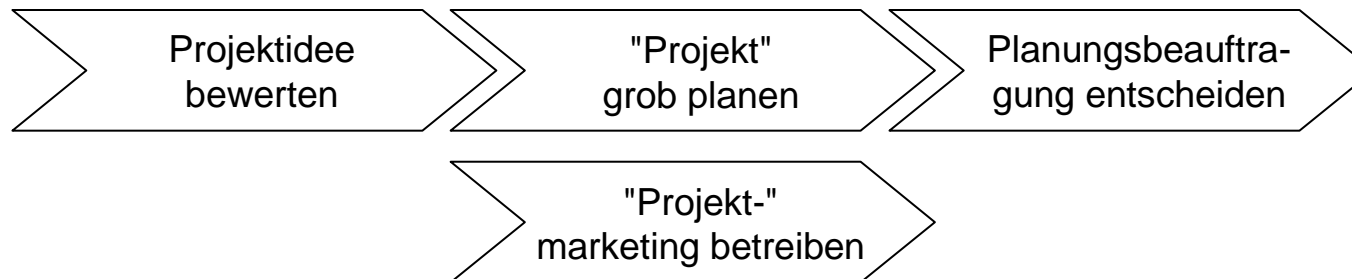 Projektidee
bewerten
"Projekt"
grob planen
Planungsbeauftra-
gung entscheiden
"Projekt-"
marketing betreiben